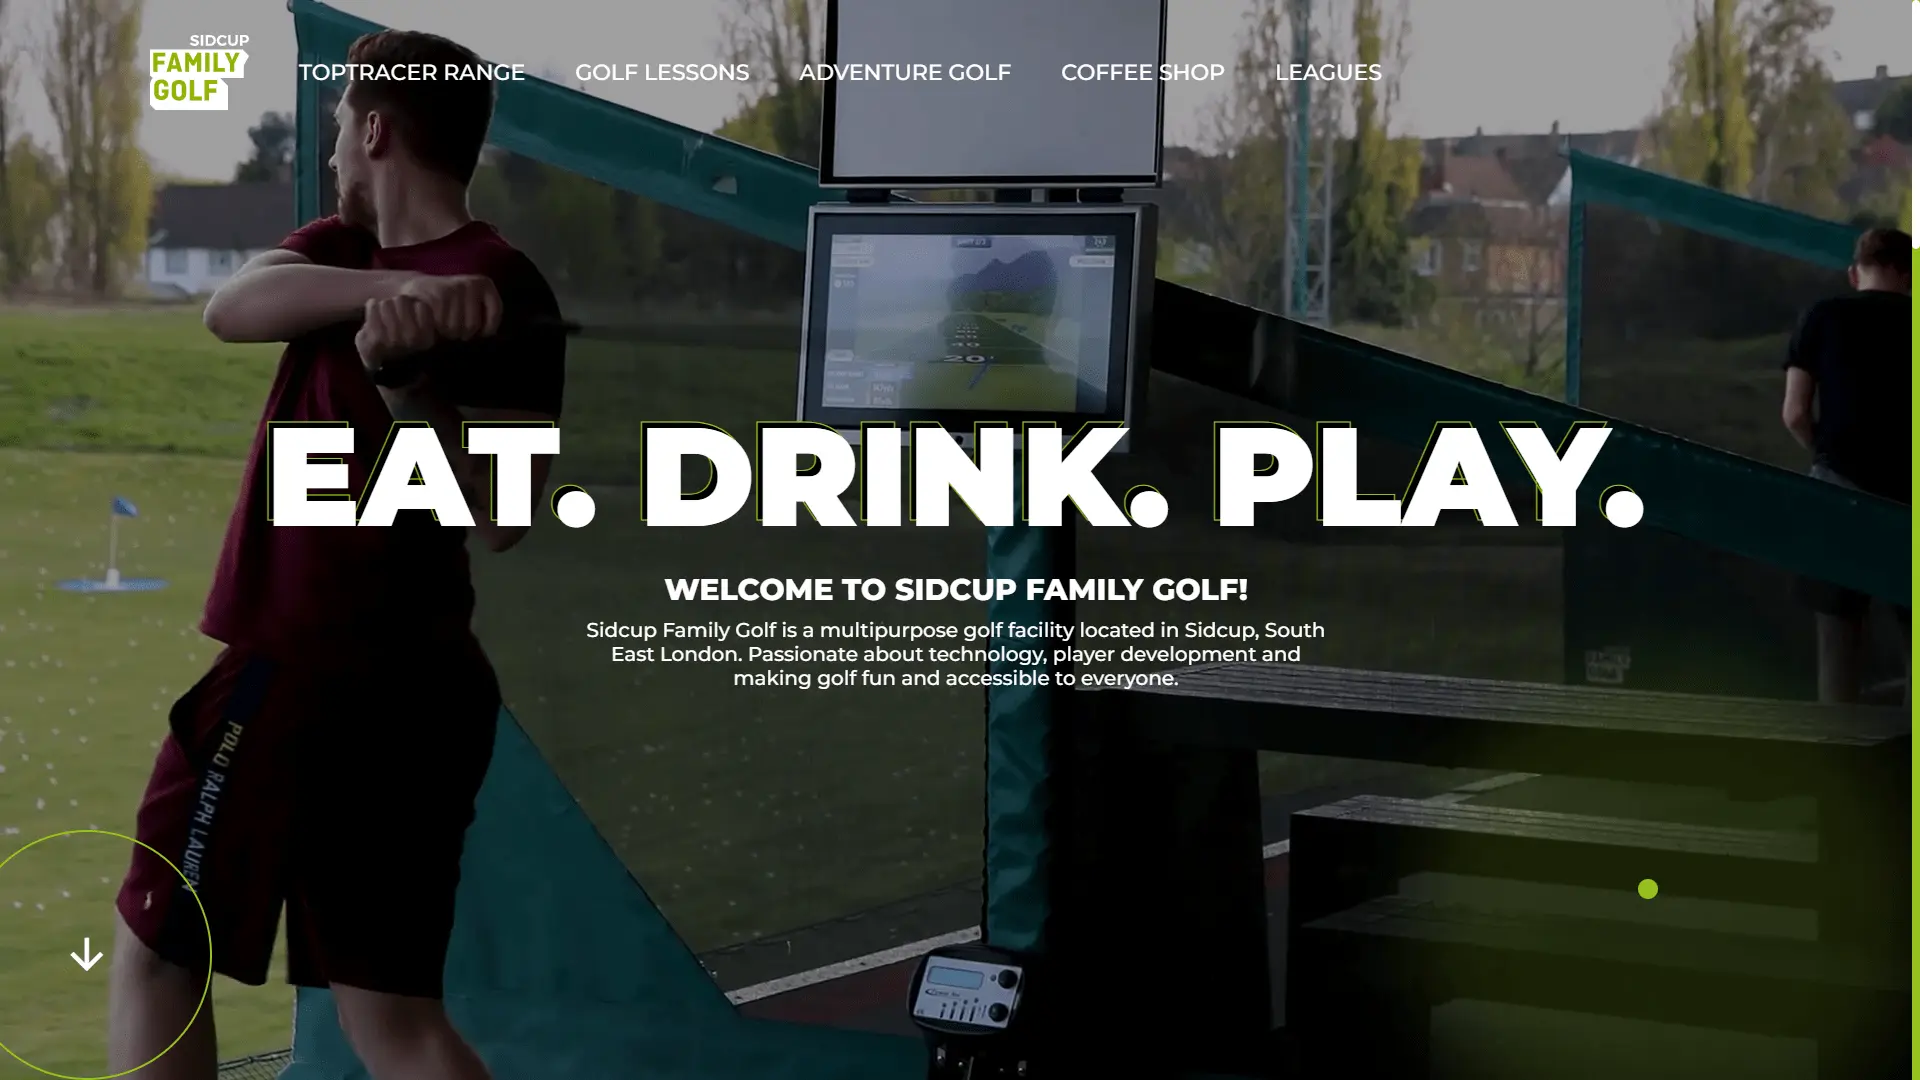 SIDCUP
FAMILY
GOLF
TOPTRACER RANGE
GOLF LESSONS
ADVENTURE GOLF
COFFEE SHOP
LEAGUES
20
EAT. DRINK. PLAY.
WELCOME TO SIDCUP FAMILY GOLF!
Sidcup Family Golf is a multipurpose golf facility located in Sidcup, South
East London. Passionate about technology, player development and
making golf fun and accessible to everyone.
POLO RALPH LAUREN